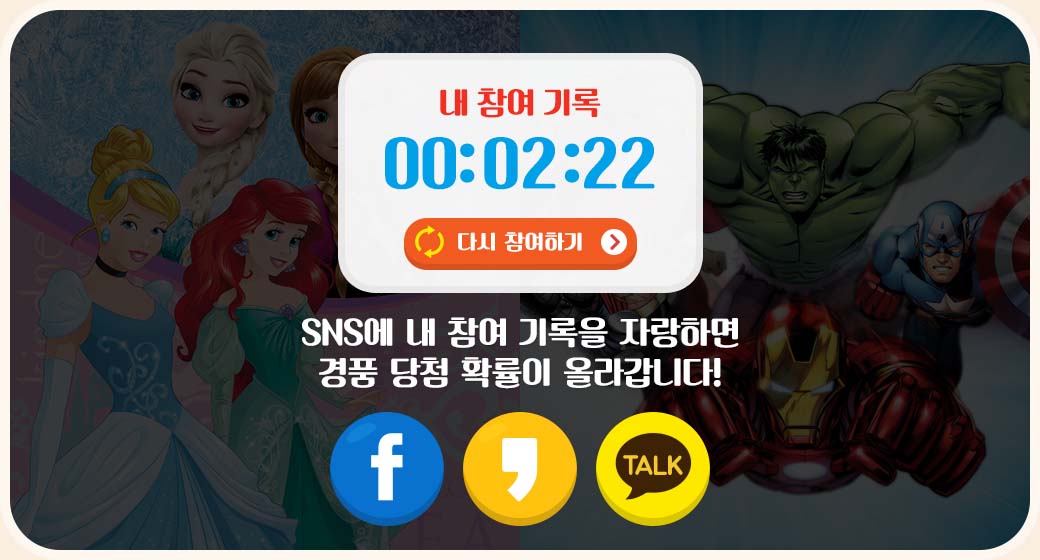 내 참여 기록
00:02:22
다시 참여하기
SNS에 내 참여 기록을 자랑하면
경품 당첨 확률이 올라갑니다!
f
TALK